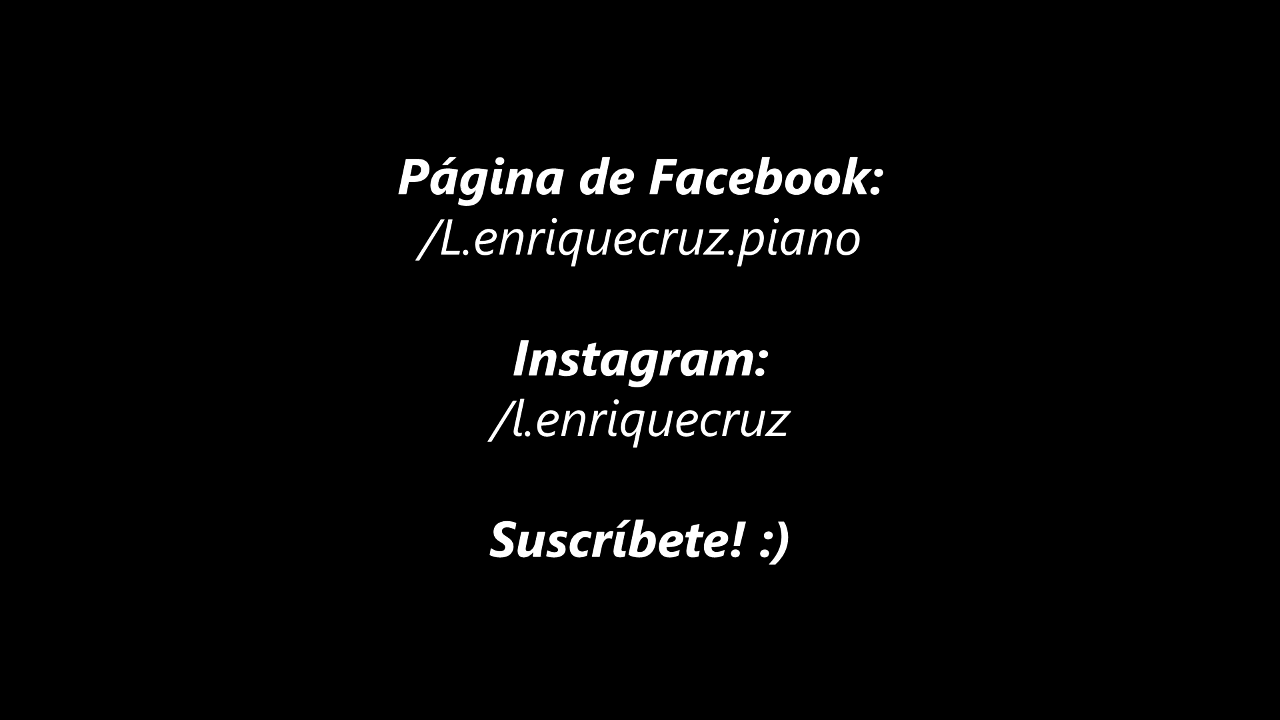 Página de Facebook:
/L.enriquecruz.piano
Instagram:
/l.enriquecruz
Suscríbete! :)